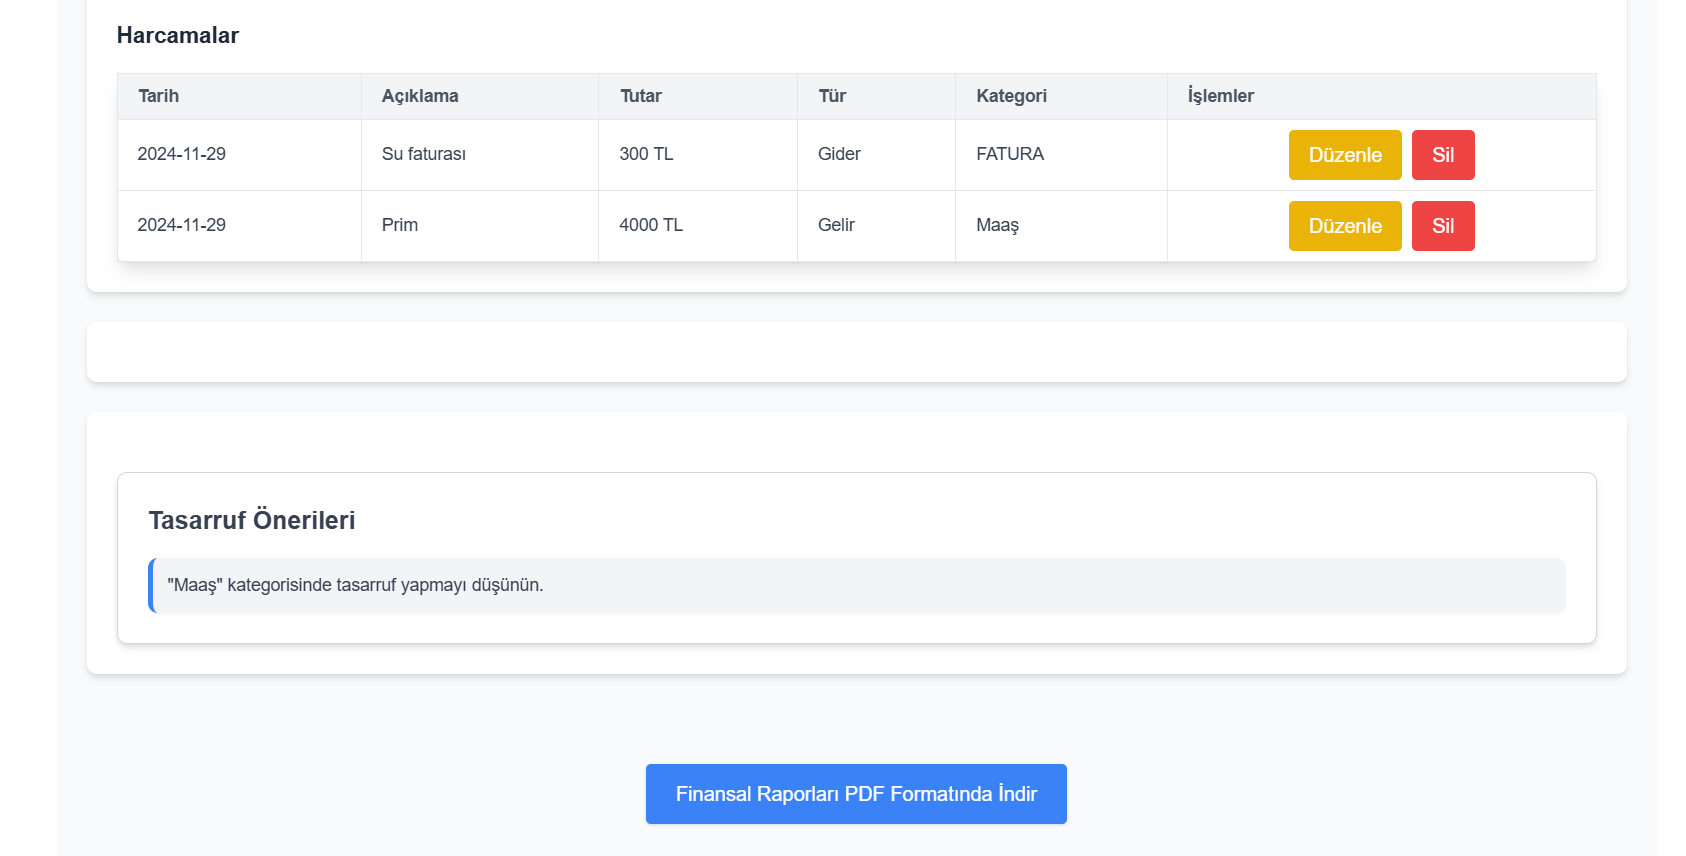 Harcamalar
Tarih Açıklama Tutar Tür Kategori İşlemler
2024-11-29 Su faturası 300 TL Gider FATURA Düzenle Sil
2024-11-29 Prim 4000 TL Gelir Maaş Düzenle Sil
Tasarruf Önerileri
"Maaş" kategorisinde tasarruf yapmayı düşünün.
Finansal Raporları PDF Formatında İndir